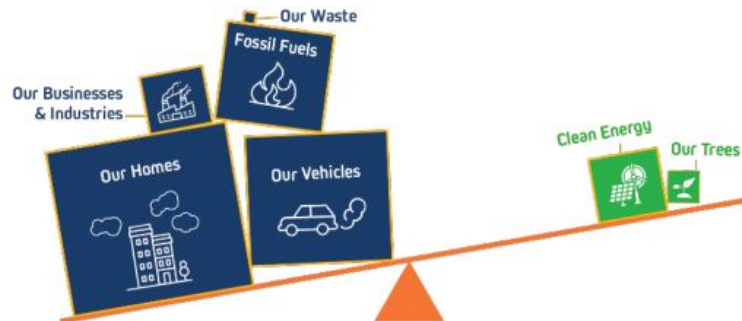 Our Waste
Fossil Fuels
Our Businesses
& Industries
Our Homes
Our Vehicles
Clean Energy
Our Trees